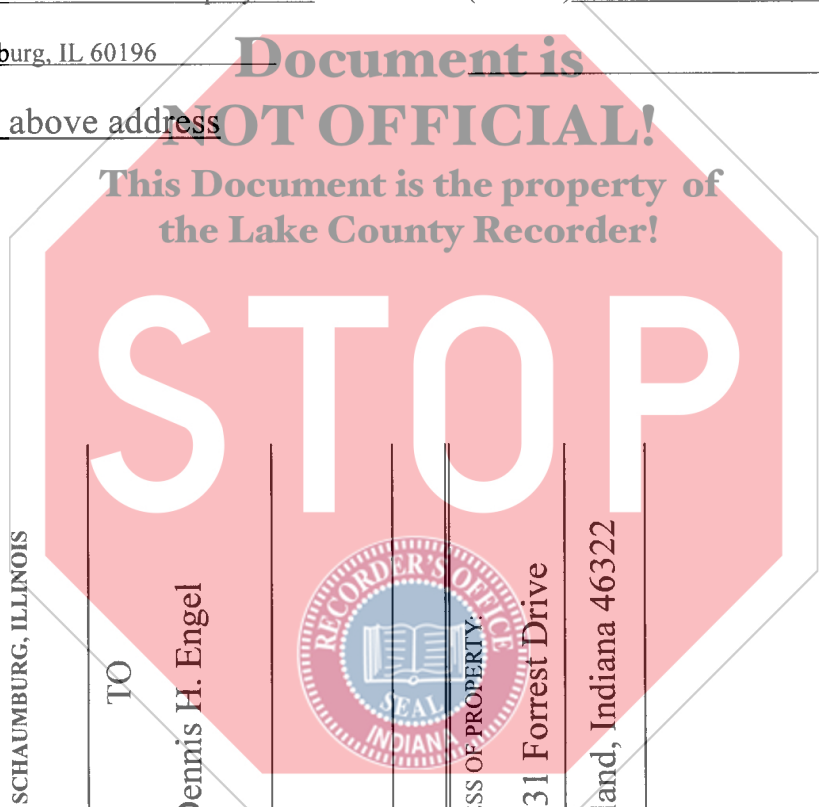 burg, IL 60196
above address
Document is
NOT OFFICIAL!
This Document is the property of
the Lake County Recorder!
STOP
RECORDER'S OFFICE
SEAL
INDIANA
SCHAUMBURG, ILLINOIS
TO
Dennis H. Engel
SS OF PROPERTY:
31 Forrest Drive
land, Indiana 46322